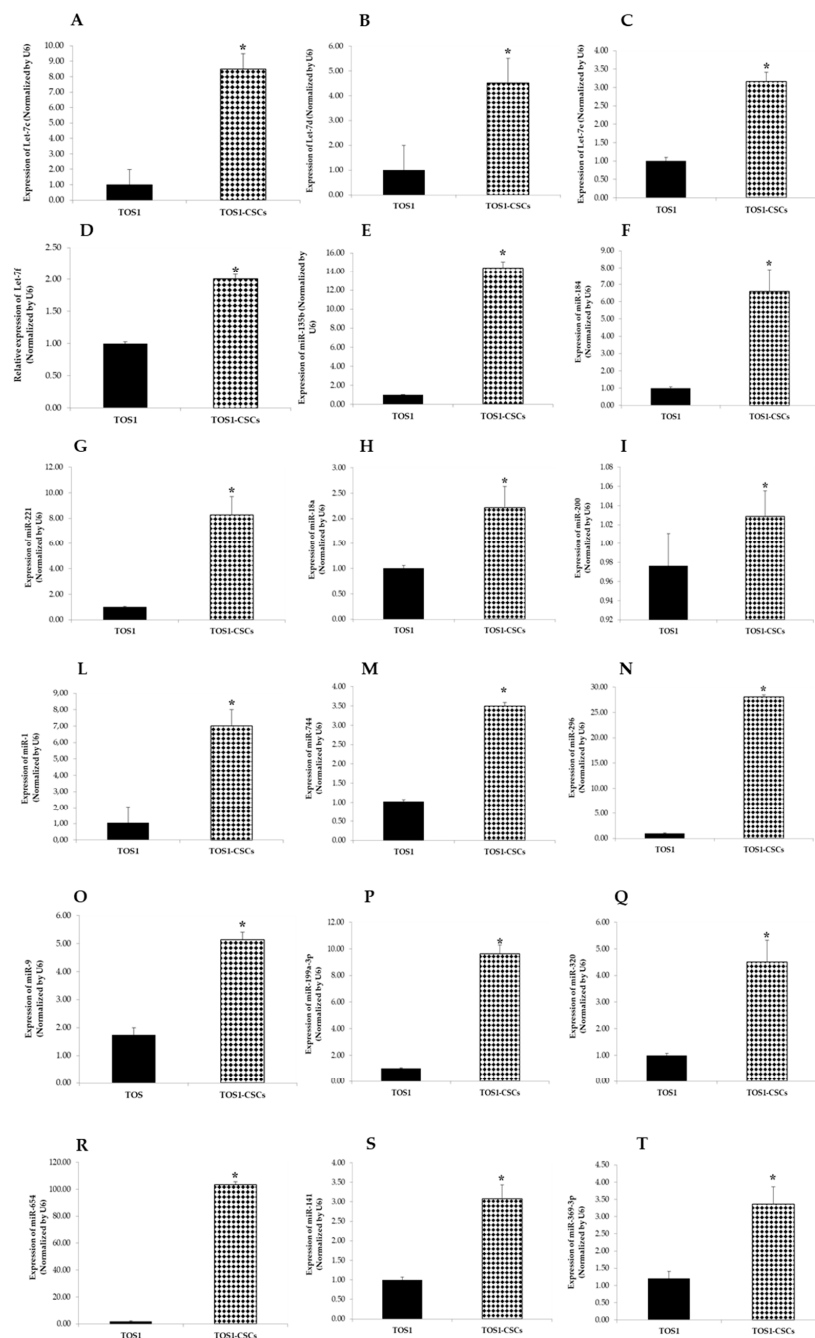 A
Expression of Let-7c (Normalized by U6)
10.00
9.00
8.00
7.00
6.00
5.00
4.00
3.00
2.00
1.00
0.00
*
TOS1
TOS1-CSCs
B
Expression of Let-7d (Normalized by U6)
6.00
5.00
4.00
3.00
2.00
1.00
0.00
*
TOS1
TOS1-CSCs
C
Expression of Let-7e (Normalized by U6)
4.00
3.50
3.00
2.50
2.00
1.50
1.00
0.50
0.00
*
TOS1
TOS1-CSCs
D
Relative expression of Let-7f
(Normalized by U6)
2.50
2.00
1.50
1.00
0.50
0.00
*
TOS1
TOS1-CSCs
E
Expression of miR-135b (Normalized by
U6)
16.00
14.00
12.00
10.00
8.00
6.00
4.00
2.00
0.00
*
TOS1
TOS1-CSCs
F
Expression of miR-184
(Normalized by U6)
9.00
8.00
7.00
6.00
5.00
4.00
3.00
2.00
1.00
0.00
*
TOS1
TOS1-CSCs
G
Expression of miR-221
(Normalized by U6)
12.00
10.00
8.00
6.00
4.00
2.00
0.00
*
TOS1
TOS1-CSCs
H
Expression of miR-18a
(Normalized by U6)
3.00
2.50
2.00
1.50
1.00
0.50
0.00
*
TOS1
TOS1-CSCs
I
Expression of miR-200
(Normalized by U6)
1.08
1.06
1.04
1.02
1.00
0.98
0.96
0.94
0.92
*
TOS1
TOS1-CSCs
L
Expression of miR-1
(Normalized by U6)
9,00
8,00
7,00
6,00
5,00
4,00
3,00
2,00
1,00
0,00
*
TOS1
TOS1-CSCs
M
Expression of miR-744
(Normalized by U6)
4.00
3.50
3.00
2.50
2.00
1.50
1.00
0.50
0.00
*
TOS1
TOS1-CSCs
N
Expression of miR-296
(Normalized by U6)
30.00
25.00
20.00
15.00
10.00
5.00
0.00
*
TOS1
TOS1-CSCs
O
Expression of miR-9
(Normalized by U6)
6.00
5.00
4.00
3.00
2.00
1.00
0.00
*
TOS
TOS1-CSCs
P
Expression of miR-199a-3p
(Normalized by U6)
12.00
10.00
8.00
6.00
4.00
2.00
0.00
*
TOS1
TOS1-CSCs
Q
Expression of miR-320
(Normalized by U6)
6.00
5.00
4.00
3.00
2.00
1.00
0.00
*
TOS1
TOS1-CSCs
R
Expression of miR-654
(Normalized by U6)
120.00
100.00
80.00
60.00
40.00
20.00
0.00
*
TOS1
TOS1-CSCs
S
Expression of miR-141
(Normalized by U6)
4.00
3.50
3.00
2.50
2.00
1.50
1.00
0.50
0.00
*
TOS1
TOS1-CSCs
T
Expression of miR-369-3p
(Normalized by U6)
4.50
4.00
3.50
3.00
2.50
2.00
1.50
1.00
0.50
0.00
*
TOS1
TOS1-CSCs